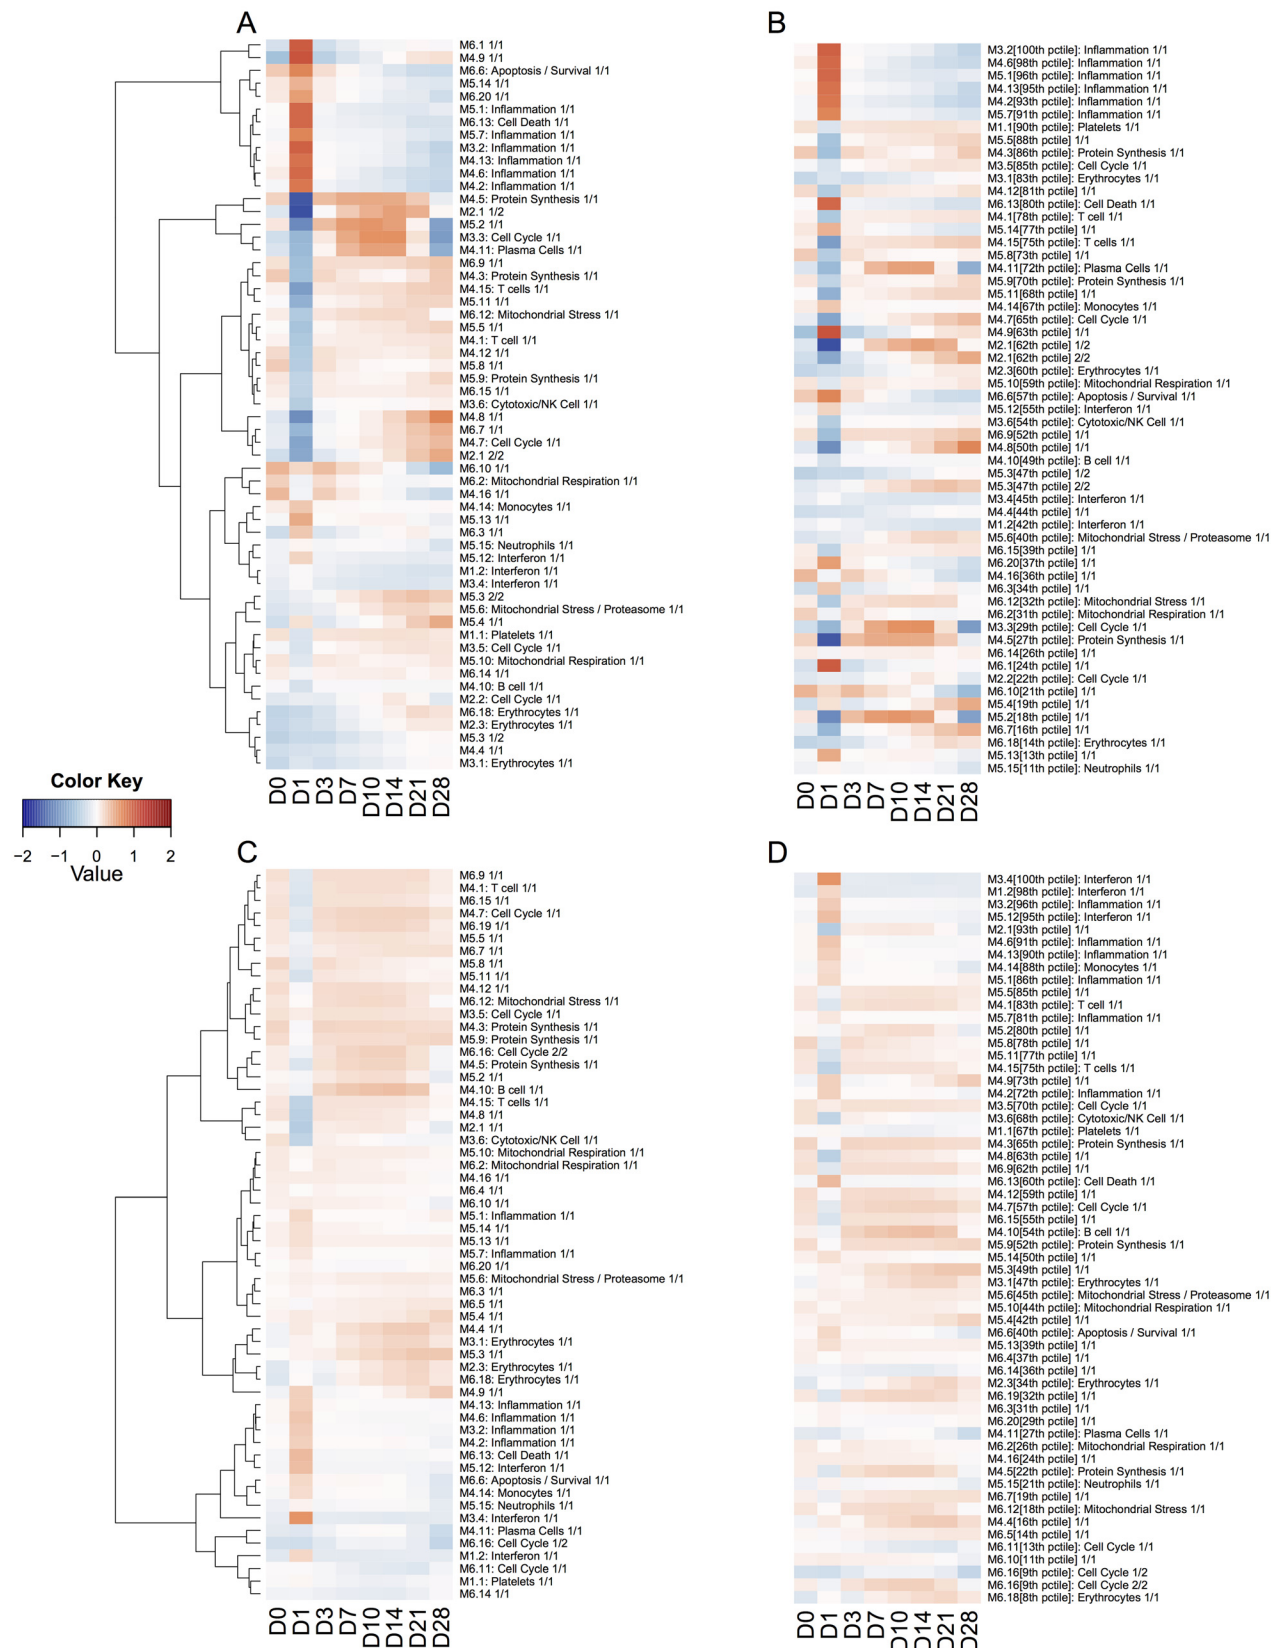 A
M6.1 1/1
M4.9 1/1
M6.6: Apoptosis / Survival 1/1
M5.14 1/1
M6.20 1/1
M5.1: Inflammation 1/1
M6.13: Cell Death 1/1
M5.7: Inflammation 1/1
M3.2: Inflammation 1/1
M4.13: Inflammation 1/1
M4.6: Inflammation 1/1
M4.2: Inflammation 1/1
M4.5: Protein Synthesis 1/1
M2.1 1/2
M5.2 1/1
M3.3: Cell Cycle 1/1
M4.11: Plasma Cells 1/1
M6.9 1/1
M4.3: Protein Synthesis 1/1
M4.15: T cells 1/1
M5.11 1/1
M6.12: Mitochondrial Stress 1/1
M5.5 1/1
M4.1: T cell 1/1
M4.12 1/1
M5.8 1/1
M5.9: Protein Synthesis 1/1
M6.15 1/1
M3.6: Cytotoxic/NK Cell 1/1
M4.8 1/1
M6.7 1/1
M4.7: Cell Cycle 1/1
M2.1 2/2
M6.10 1/1
M6.2: Mitochondrial Respiration 1/1
M4.16 1/1
M4.14: Monocytes 1/1
M5.13 1/1
M6.3 1/1
M5.15: Neutrophils 1/1
M5.12: Interferon 1/1
M1.2: Interferon 1/1
M3.4: Interferon 1/1
M5.3 2/2
M5.6: Mitochondrial Stress / Proteasome 1/1
M5.4 1/1
M1.1: Platelets 1/1
M3.5: Cell Cycle 1/1
M5.10: Mitochondrial Respiration 1/1
M6.14 1/1
M4.10: B cell 1/1
M2.2: Cell Cycle 1/1
M6.18: Erythrocytes 1/1
M2.3: Erythrocytes 1/1
M5.3 1/2
M4.4 1/1
M3.1: Erythrocytes 1/1
D0 D1 D3 D7 D10 D14 D21 D28
B
M3.2[100th pctile]: Inflammation 1/1
M4.6[98th pctile]: Inflammation 1/1
M5.1[96th pctile]: Inflammation 1/1
M4.13[95th pctile]: Inflammation 1/1
M4.2[93th pctile]: Inflammation 1/1
M5.7[91th pctile]: Inflammation 1/1
M1.1[90th pctile]: Platelets 1/1
M5.5[88th pctile] 1/1
M4.3[86th pctile]: Protein Synthesis 1/1
M3.5[85th pctile]: Cell Cycle 1/1
M3.1[83th pctile]: Erythrocytes 1/1
M4.12[81th pctile] 1/1
M6.13[80th pctile]: Cell Death 1/1
M4.1[78th pctile]: T cell 1/1
M5.14[77th pctile] 1/1
M4.15[75th pctile]: T cells 1/1
M5.8[73th pctile] 1/1
M4.11[72th pctile]: Plasma Cells 1/1
M5.9[70th pctile]: Protein Synthesis 1/1
M5.11[68th pctile] 1/1
M4.14[67th pctile]: Monocytes 1/1
M4.7[65th pctile]: Cell Cycle 1/1
M4.9[63th pctile] 1/1
M2.1[62th pctile] 1/2
M2.1[62th pctile] 2/2
M2.3[60th pctile]: Erythrocytes 1/1
M5.10[59th pctile]: Mitochondrial Respiration 1/1
M6.6[57th pctile]: Apoptosis / Survival 1/1
M5.12[55th pctile]: Interferon 1/1
M3.6[54th pctile]: Cytotoxic/NK Cell 1/1
M6.9[52th pctile] 1/1
M4.8[50th pctile] 1/1
M4.10[49th pctile]: B cell 1/1
M5.3[47th pctile] 1/2
M5.3[47th pctile] 2/2
M3.4[45th pctile]: Interferon 1/1
M4.4[44th pctile] 1/1
M1.2[42th pctile]: Interferon 1/1
M5.6[40th pctile]: Mitochondrial Stress / Proteasome 1/1
M6.15[39th pctile] 1/1
M6.20[37th pctile] 1/1
M4.16[36th pctile] 1/1
M6.3[34th pctile] 1/1
M6.12[32th pctile]: Mitochondrial Stress 1/1
M6.2[31th pctile]: Mitochondrial Respiration 1/1
M3.3[29th pctile]: Cell Cycle 1/1
M4.5[27th pctile]: Protein Synthesis 1/1
M6.14[26th pctile] 1/1
M6.1[24th pctile] 1/1
M2.2[22th pctile]: Cell Cycle 1/1
M6.10[21th pctile] 1/1
M5.4[19th pctile] 1/1
M5.2[18th pctile] 1/1
M6.7[16th pctile] 1/1
M6.18[14th pctile]: Erythrocytes 1/1
M5.13[13th pctile] 1/1
M5.15[11th pctile]: Neutrophils 1/1
D0 D1 D3 D7 D10 D14 D21 D28
Color Key
−2 −1 0 1 2
Value
C
M6.9 1/1
M4.1: T cell 1/1
M6.15 1/1
M4.7: Cell Cycle 1/1
M6.19 1/1
M5.5 1/1
M6.7 1/1
M5.8 1/1
M5.11 1/1
M4.12 1/1
M6.12: Mitochondrial Stress 1/1
M3.5: Cell Cycle 1/1
M4.3: Protein Synthesis 1/1
M5.9: Protein Synthesis 1/1
M6.16: Cell Cycle 2/2
M4.5: Protein Synthesis 1/1
M5.2 1/1
M4.10: B cell 1/1
M4.15: T cells 1/1
M4.8 1/1
M2.1 1/1
M3.6: Cytotoxic/NK Cell 1/1
M5.10: Mitochondrial Respiration 1/1
M6.2: Mitochondrial Respiration 1/1
M4.16 1/1
M6.4 1/1
M6.10 1/1
M5.1: Inflammation 1/1
M5.14 1/1
M5.13 1/1
M5.7: Inflammation 1/1
M6.20 1/1
M5.6: Mitochondrial Stress / Proteasome 1/1
M6.3 1/1
M6.5 1/1
M5.4 1/1
M4.4 1/1
M3.1: Erythrocytes 1/1
M5.3 1/1
M2.3: Erythrocytes 1/1
M6.18: Erythrocytes 1/1
M4.9 1/1
M4.13: Inflammation 1/1
M4.6: Inflammation 1/1
M3.2: Inflammation 1/1
M4.2: Inflammation 1/1
M6.13: Cell Death 1/1
M5.12: Interferon 1/1
M6.6: Apoptosis / Survival 1/1
M4.14: Monocytes 1/1
M5.15: Neutrophils 1/1
M3.4: Interferon 1/1
M4.11: Plasma Cells 1/1
M6.16: Cell Cycle 1/2
M1.2: Interferon 1/1
M6.11: Cell Cycle 1/1
M1.1: Platelets 1/1
M6.14 1/1
D0 D1 D3 D7 D10 D14 D21 D28
D
M3.4[100th pctile]: Interferon 1/1
M1.2[98th pctile]: Interferon 1/1
M3.2[96th pctile]: Inflammation 1/1
M5.12[95th pctile]: Interferon 1/1
M2.1[93th pctile] 1/1
M4.6[91th pctile]: Inflammation 1/1
M4.13[90th pctile]: Inflammation 1/1
M4.14[88th pctile]: Monocytes 1/1
M5.1[86th pctile]: Inflammation 1/1
M5.5[85th pctile] 1/1
M4.1[83th pctile]: T cell 1/1
M5.7[81th pctile]: Inflammation 1/1
M5.2[80th pctile] 1/1
M5.8[78th pctile] 1/1
M5.11[77th pctile] 1/1
M4.15[75th pctile]: T cells 1/1
M4.9[73th pctile] 1/1
M4.2[72th pctile]: Inflammation 1/1
M3.5[70th pctile]: Cell Cycle 1/1
M3.6[68th pctile]: Cytotoxic/NK Cell 1/1
M1.1[67th pctile]: Platelets 1/1
M4.3[65th pctile]: Protein Synthesis 1/1
M4.8[63th pctile] 1/1
M6.9[62th pctile] 1/1
M6.13[60th pctile]: Cell Death 1/1
M4.12[59th pctile] 1/1
M4.7[57th pctile]: Cell Cycle 1/1
M6.15[55th pctile] 1/1
M4.10[54th pctile]: B cell 1/1
M5.9[52th pctile]: Protein Synthesis 1/1
M5.14[50th pctile] 1/1
M5.3[49th pctile] 1/1
M3.1[47th pctile]: Erythrocytes 1/1
M5.6[45th pctile]: Mitochondrial Stress / Proteasome 1/1
M5.10[44th pctile]: Mitochondrial Respiration 1/1
M5.4[42th pctile] 1/1
M6.6[40th pctile]: Apoptosis / Survival 1/1
M5.13[39th pctile] 1/1
M6.4[37th pctile] 1/1
M6.14[36th pctile] 1/1
M2.3[34th pctile]: Erythrocytes 1/1
M6.19[32th pctile] 1/1
M6.3[31th pctile] 1/1
M6.20[29th pctile] 1/1
M4.11[27th pctile]: Plasma Cells 1/1
M6.2[26th pctile]: Mitochondrial Respiration 1/1
M4.16[24th pctile] 1/1
M4.5[22th pctile]: Protein Synthesis 1/1
M5.15[21th pctile]: Neutrophils 1/1
M6.7[19th pctile] 1/1
M6.12[18th pctile]: Mitochondrial Stress 1/1
M4.4[16th pctile] 1/1
M6.5[14th pctile] 1/1
M6.11[13th pctile]: Cell Cycle 1/1
M6.10[11th pctile] 1/1
M6.16[9th pctile]: Cell Cycle 1/2
M6.16[9th pctile]: Cell Cycle 2/2
M6.18[8th pctile]: Erythrocytes 1/1
D0 D1 D3 D7 D10 D14 D21 D28